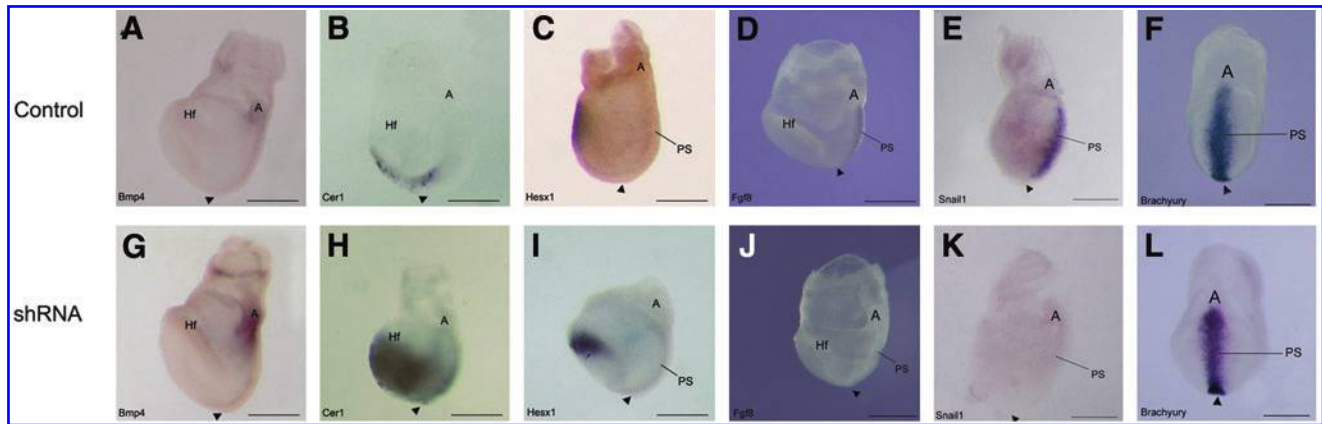 Control
A
A
Hf
Bmp4
B
A
Hf
Cer1
C
A
PS
Hesx1
D
A
Hf
PS
Fgf8
E
A
PS
Snail1
F
A
PS
Brachyury
shRNA
G
Hf
A
Bmp4
H
Hf
A
Cer1
I
A
PS
Hesx1
J
A
Hf
PS
Fgf8
K
A
PS
Snail1
L
A
PS
Brachyury